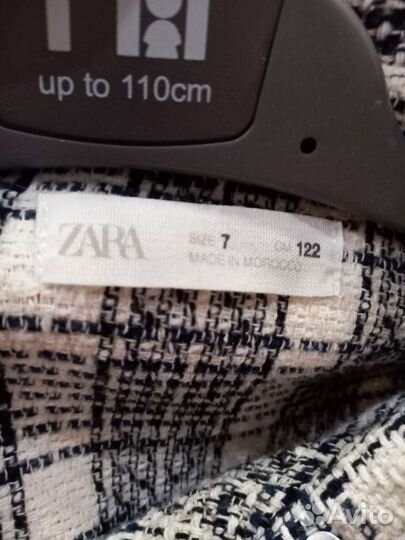 up to 110cm
ZARA
SIZE 7 CM 122
MADE IN MOROCCO
Avito